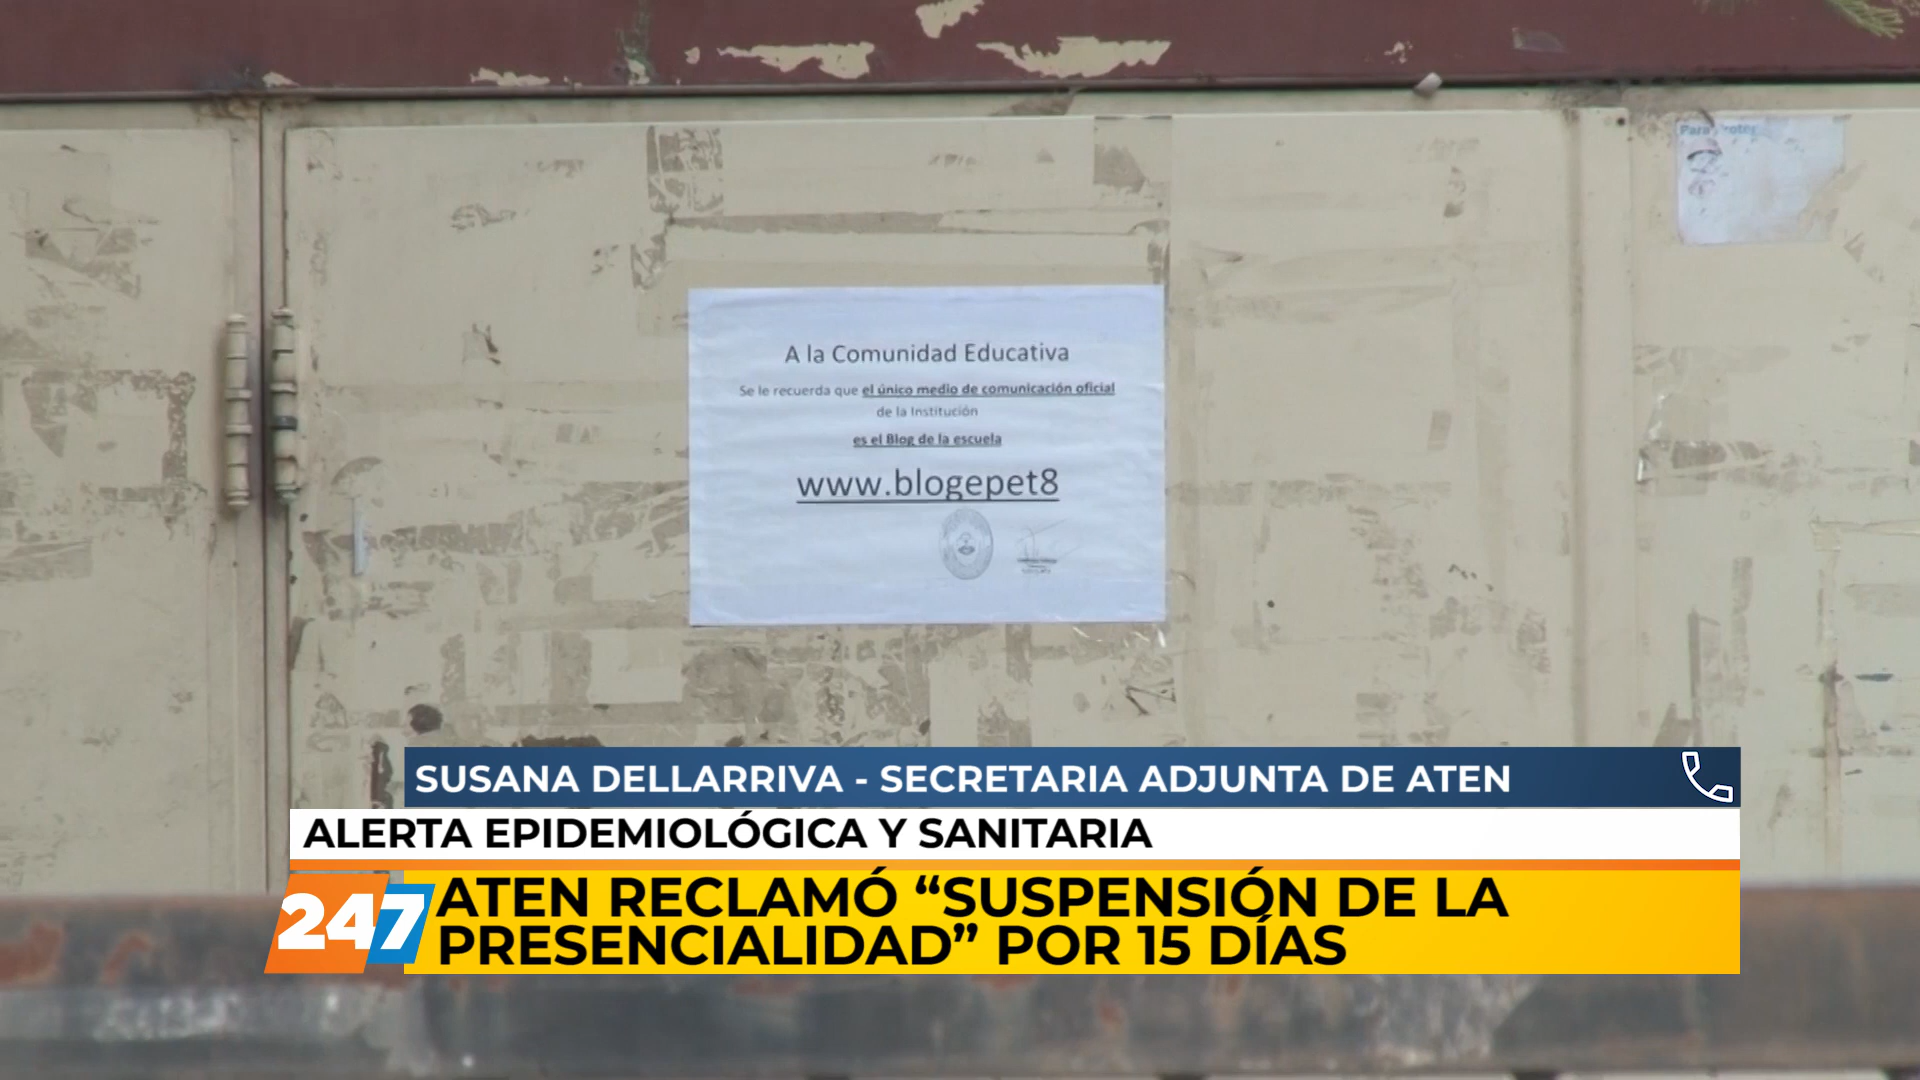 Para
A la Comunidad Educativa
Se le recuerda que el único medio de comunicación oficial
de la Institución
es el Blog de la escuela
www.blogepet8
SUSANA DELLARRIVA - SECRETARIA ADJUNTA DE ATEN
ALERTA EPIDEMIOLÓGICA Y SANITARIA
247
ATEN RECLAMÓ “SUSPENSIÓN DE LA
PRESENCIALIDAD” POR 15 DÍAS